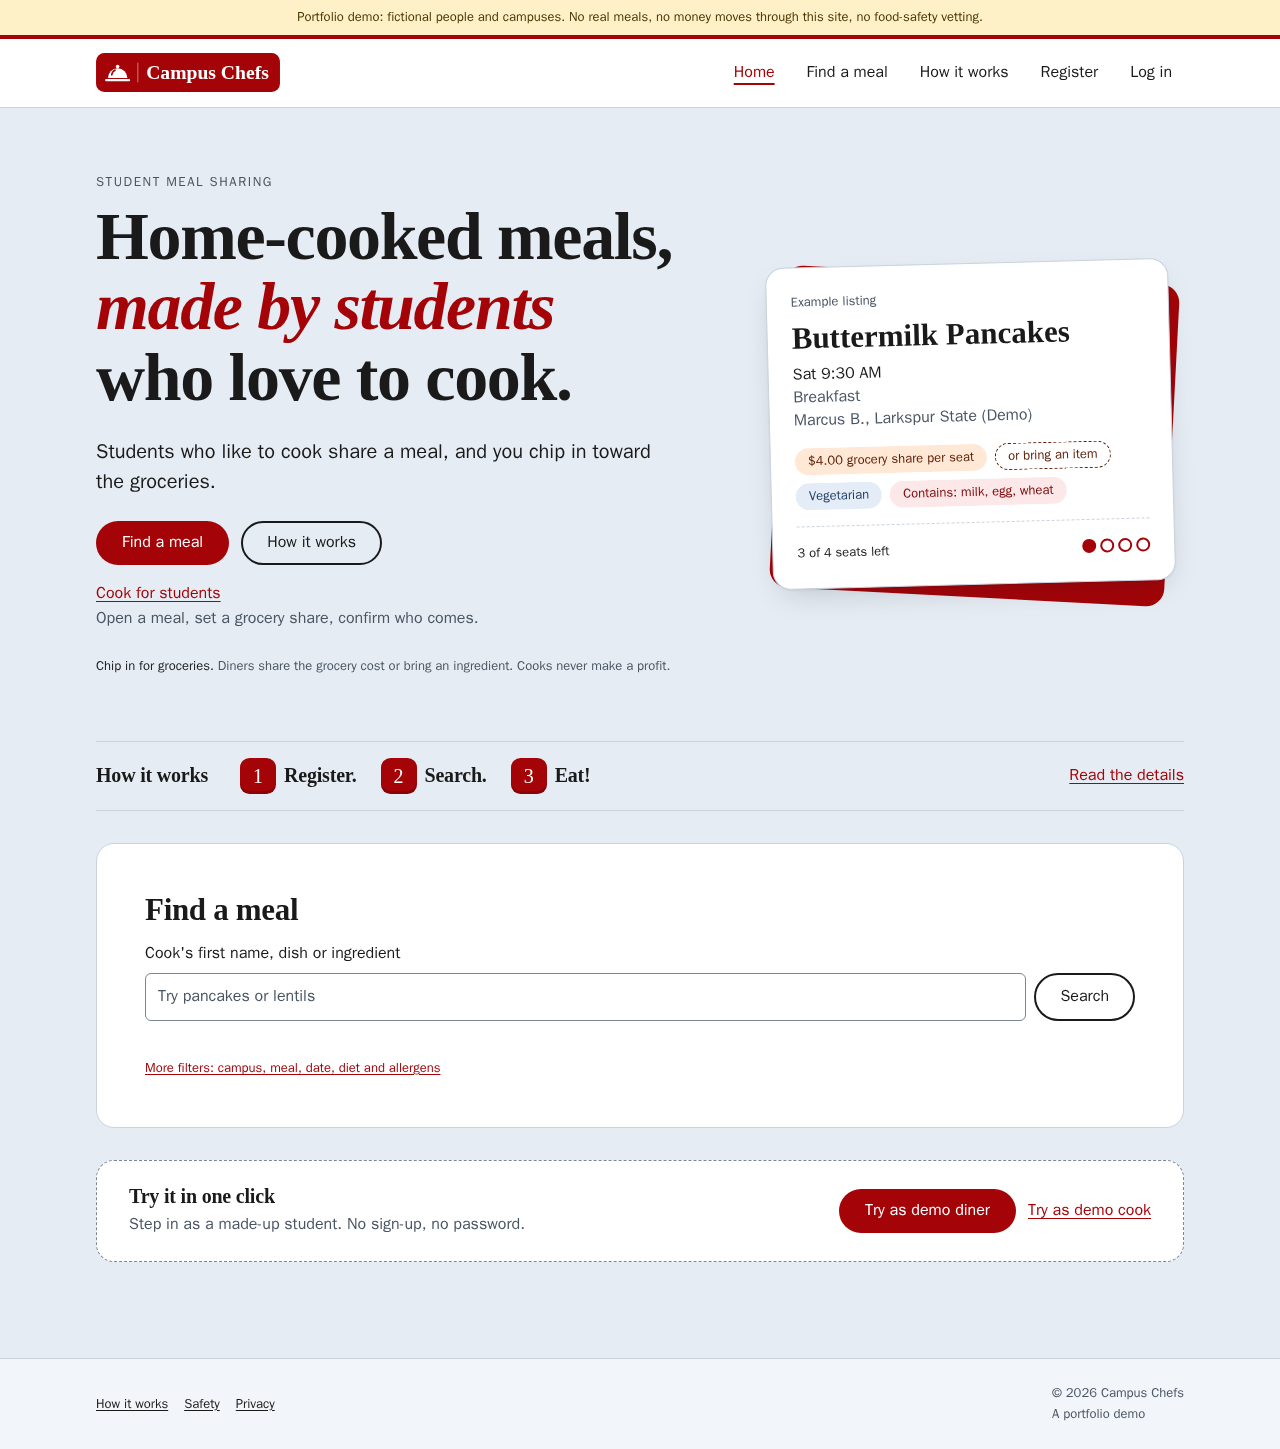 Portfolio demo: fictional people and campuses. No real meals, no money moves through this site, no food-safety vetting.
Campus Chefs
Home
Find a meal
How it works
Register
Log in
STUDENT MEAL SHARING
Home-cooked meals,
made by students
who love to cook.
Students who like to cook share a meal, and you chip in toward
the groceries.
Find a meal
How it works
Cook for students
Open a meal, set a grocery share, confirm who comes.
Chip in for groceries. Diners share the grocery cost or bring an ingredient. Cooks never make a profit.
Example listing
Buttermilk Pancakes
Sat 9:30 AM
Breakfast
Marcus B., Larkspur State (Demo)
$4.00 grocery share per seat
or bring an item
Vegetarian
Contains: milk, egg, wheat
3 of 4 seats left
How it works
1 Register.
2 Search.
3 Eat!
Read the details
Find a meal
Cook's first name, dish or ingredient
Try pancakes or lentils
Search
More filters: campus, meal, date, diet and allergens
Try it in one click
Step in as a made-up student. No sign-up, no password.
Try as demo diner
Try as demo cook
How it works
Safety
Privacy
© 2026 Campus Chefs
A portfolio demo